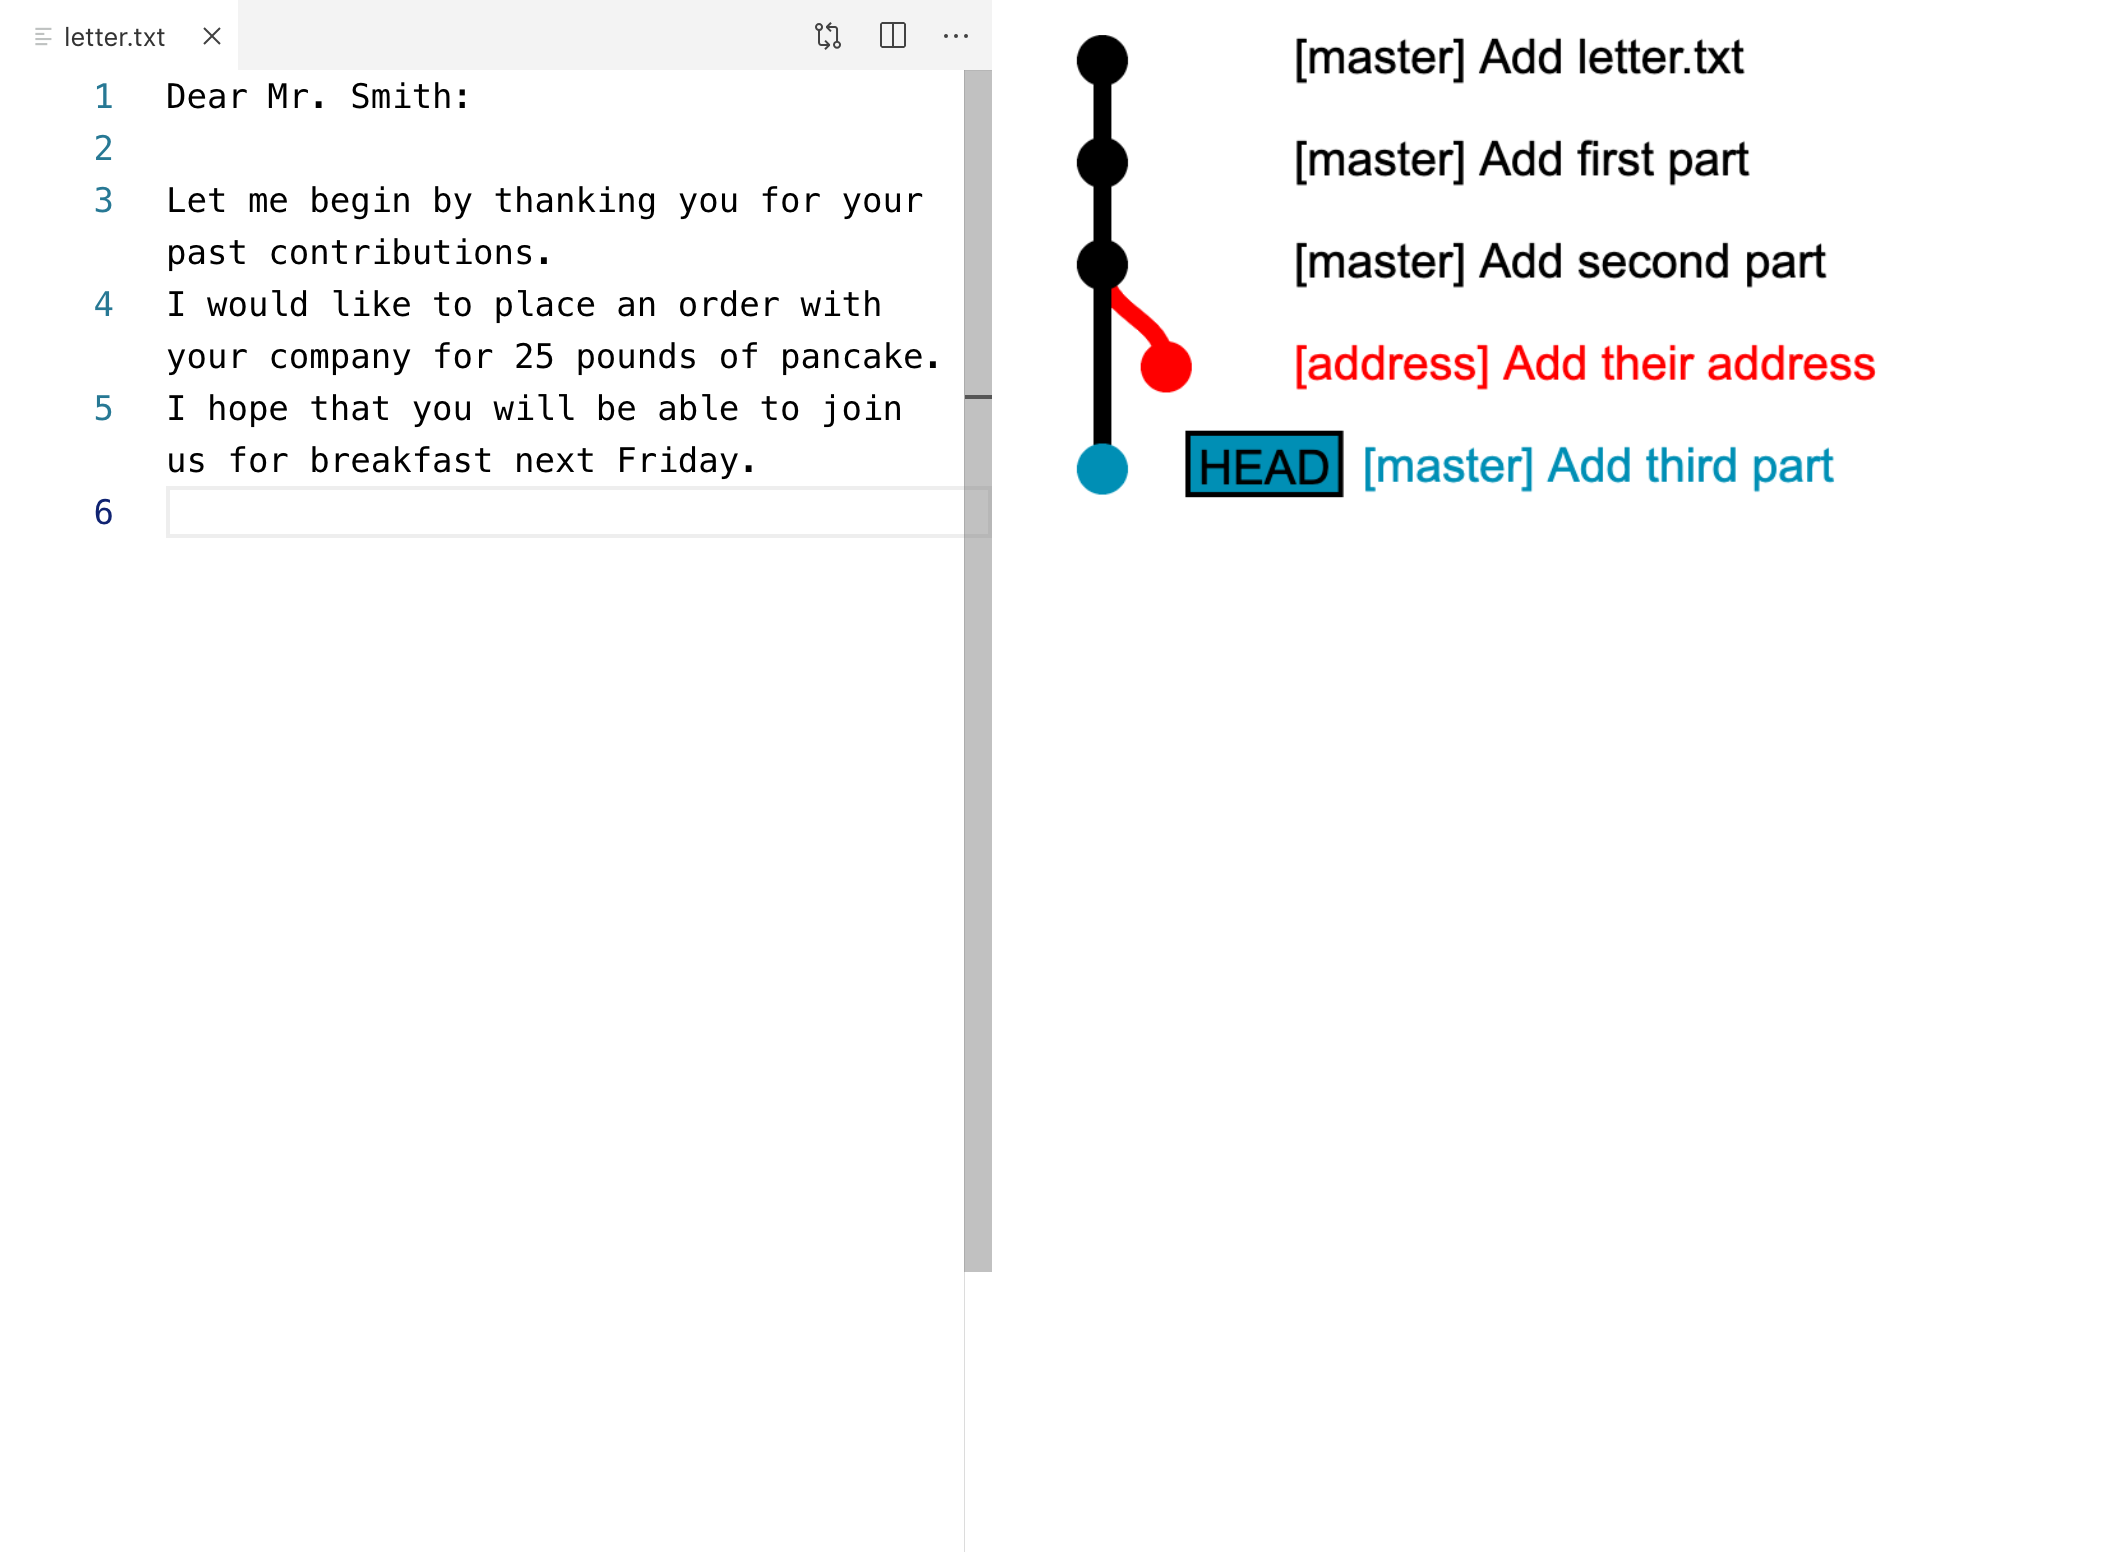 letter.txt
1 Dear Mr. Smith:
2
3 Let me begin by thanking you for your
past contributions.
4 I would like to place an order with
your company for 25 pounds of pancake.
5 I hope that you will be able to join
us for breakfast next Friday.
6
[master] Add letter.txt
[master] Add first part
[master] Add second part
[address] Add their address
HEAD [master] Add third part